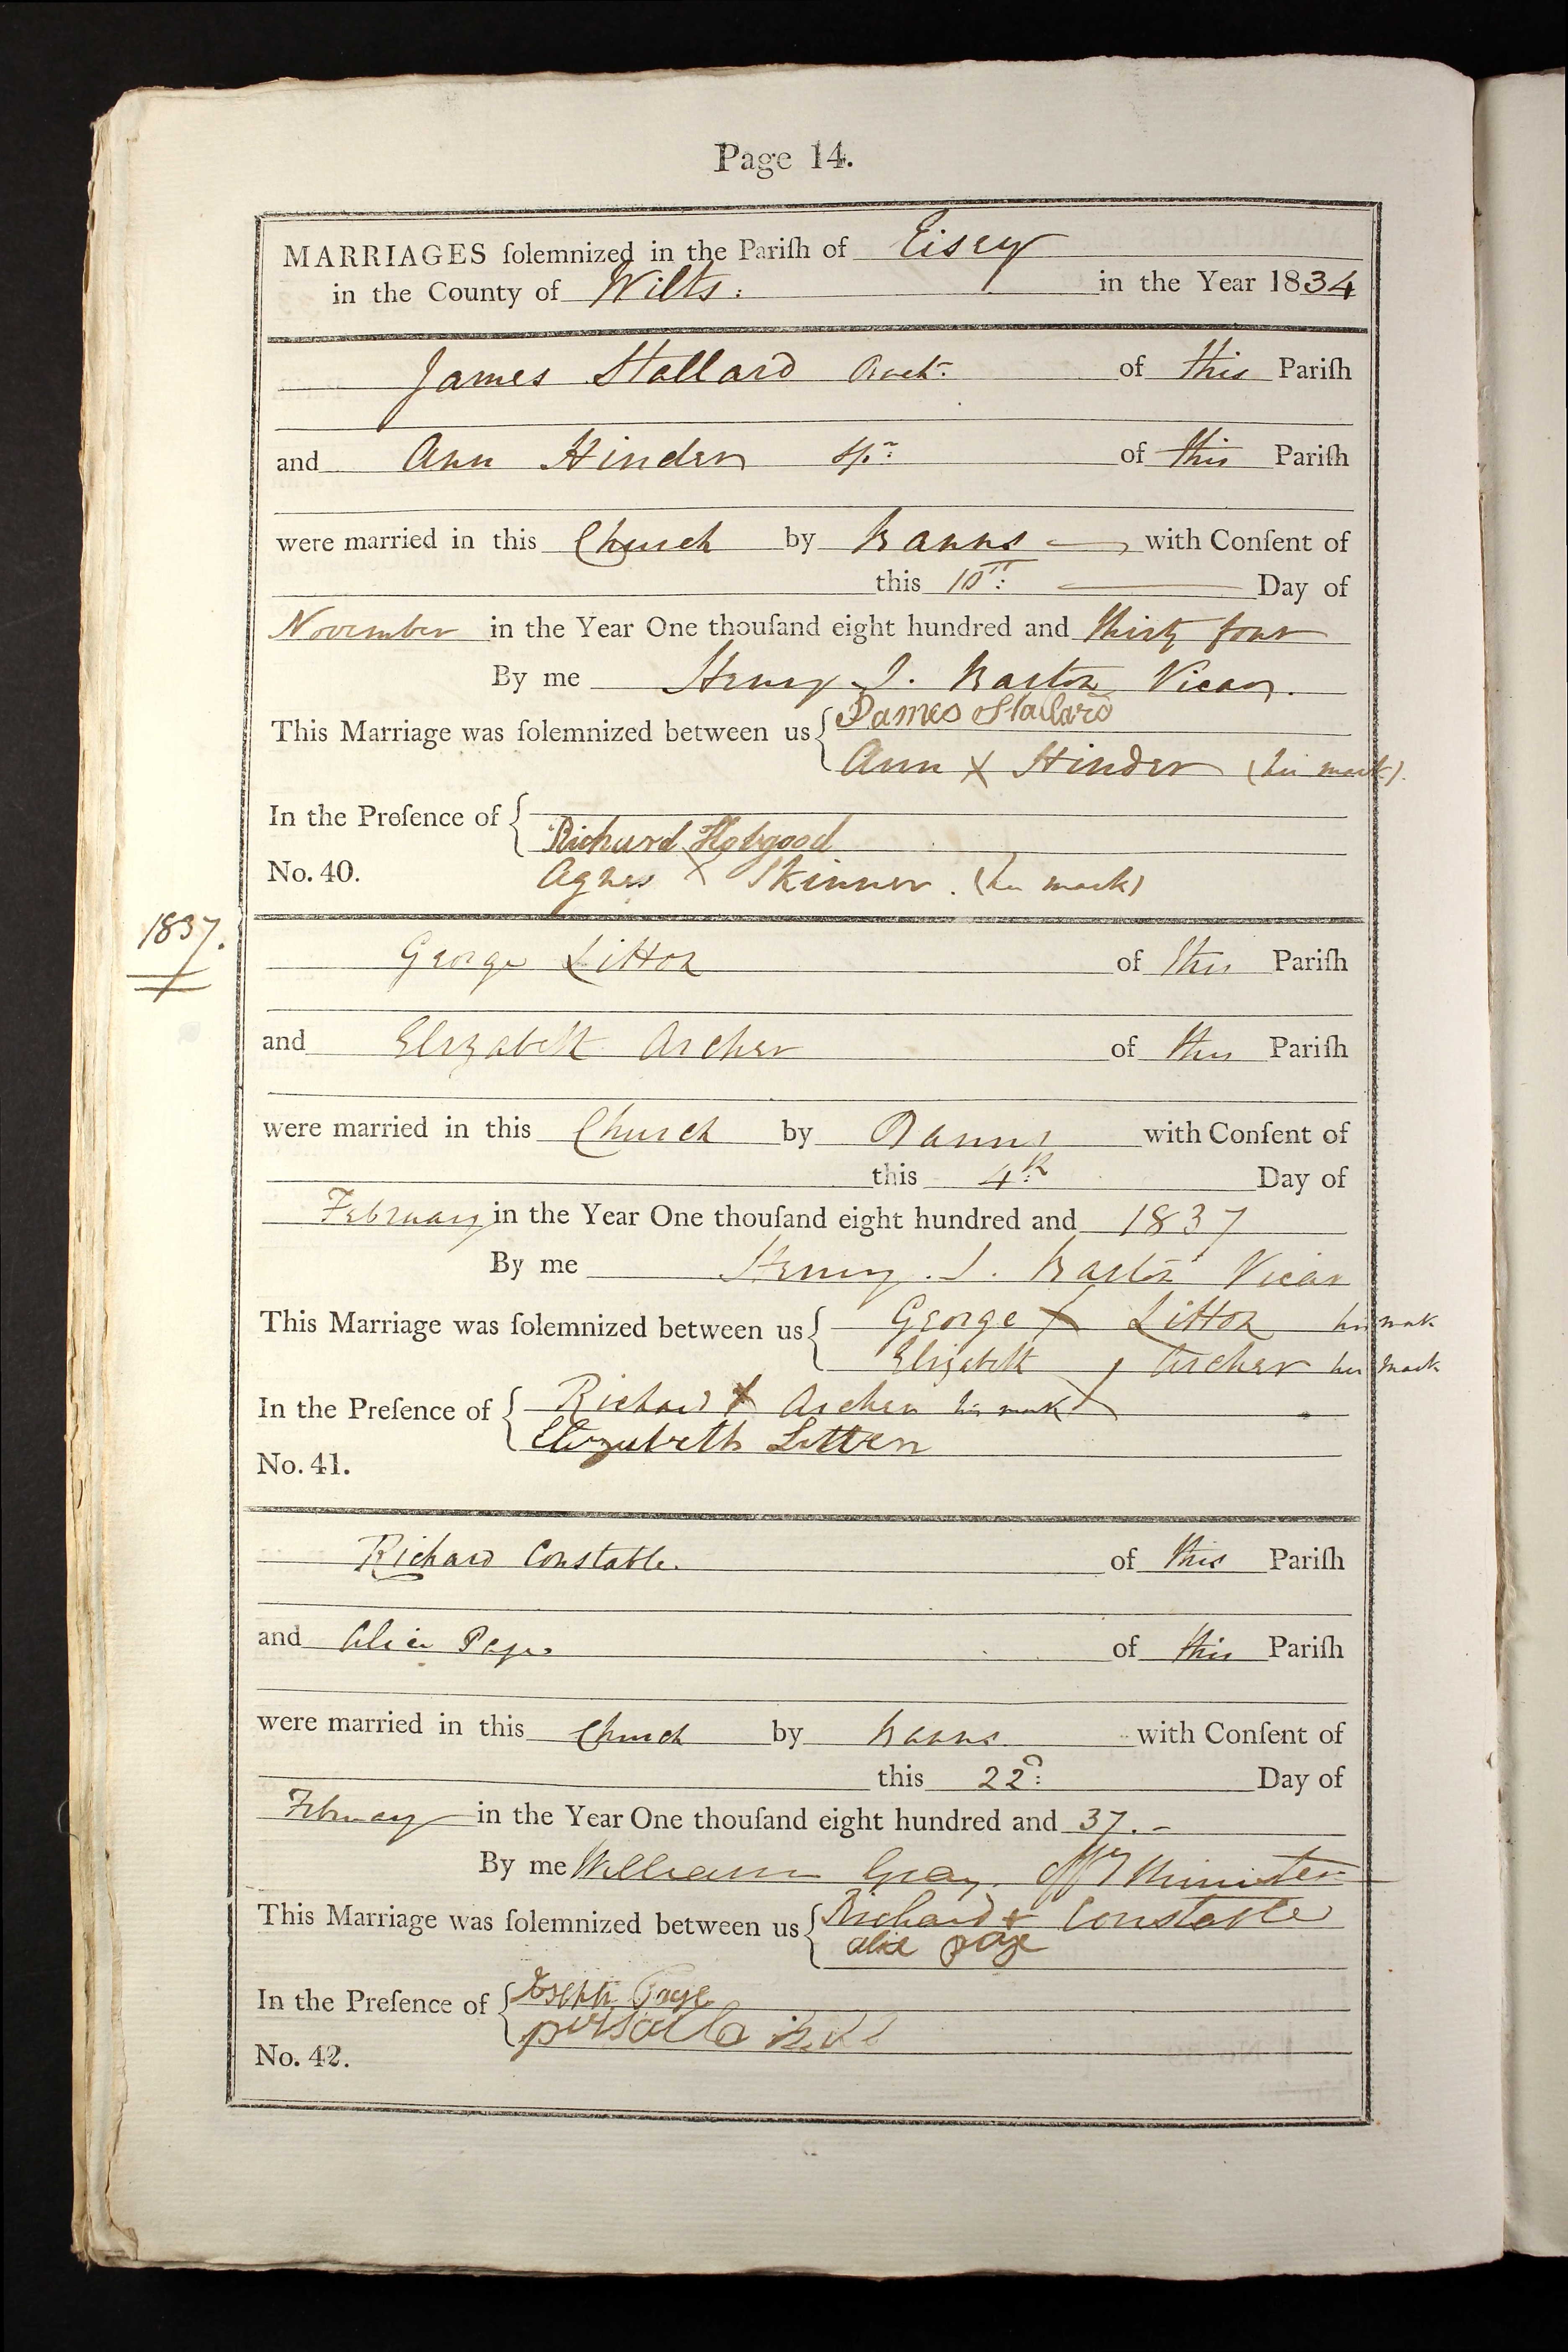 Page 14.
MARRIAGES ſolemnized in the Pariſh of Eisey
in the County of Wilts: in the Year 1834
James Stallard Bachr. of this Pariſh
and Ann Hinder Spr: of this Pariſh
were married in this Church by Banns with Conſent of
this 10th: Day of
November in the Year One thouſand eight hundred and thirty four
By me Henry J. Barton Vicar.
This Marriage was ſolemnized between us { James Stallard
Ann X Hinder (her mark).
In the Preſence of {
Richard Hobgood
No. 40. Agnes X Skinner. (her mark)
1837.
George Litton of this Pariſh
and Elizabeth Archer of this Pariſh
were married in this Church by Banns with Conſent of
this 4th: Day of
February in the Year One thouſand eight hundred and 1837
By me Henry. J. Barton Vicar
This Marriage was ſolemnized between us { George X Litton his mark
Elizabeth X Archer her mark
In the Preſence of { Richard X Archer his mark
Elizabeth Litten
No. 41.
Richard Constable. of this Pariſh
and Alice Page of this Pariſh
were married in this Church by Banns with Conſent of
this 22d: Day of
February in the Year One thouſand eight hundred and 37.-
By me William Gray. Offg Minister
This Marriage was ſolemnized between us { Richard + Constable
alice page
In the Preſence of { Joseph Page
No. 42.